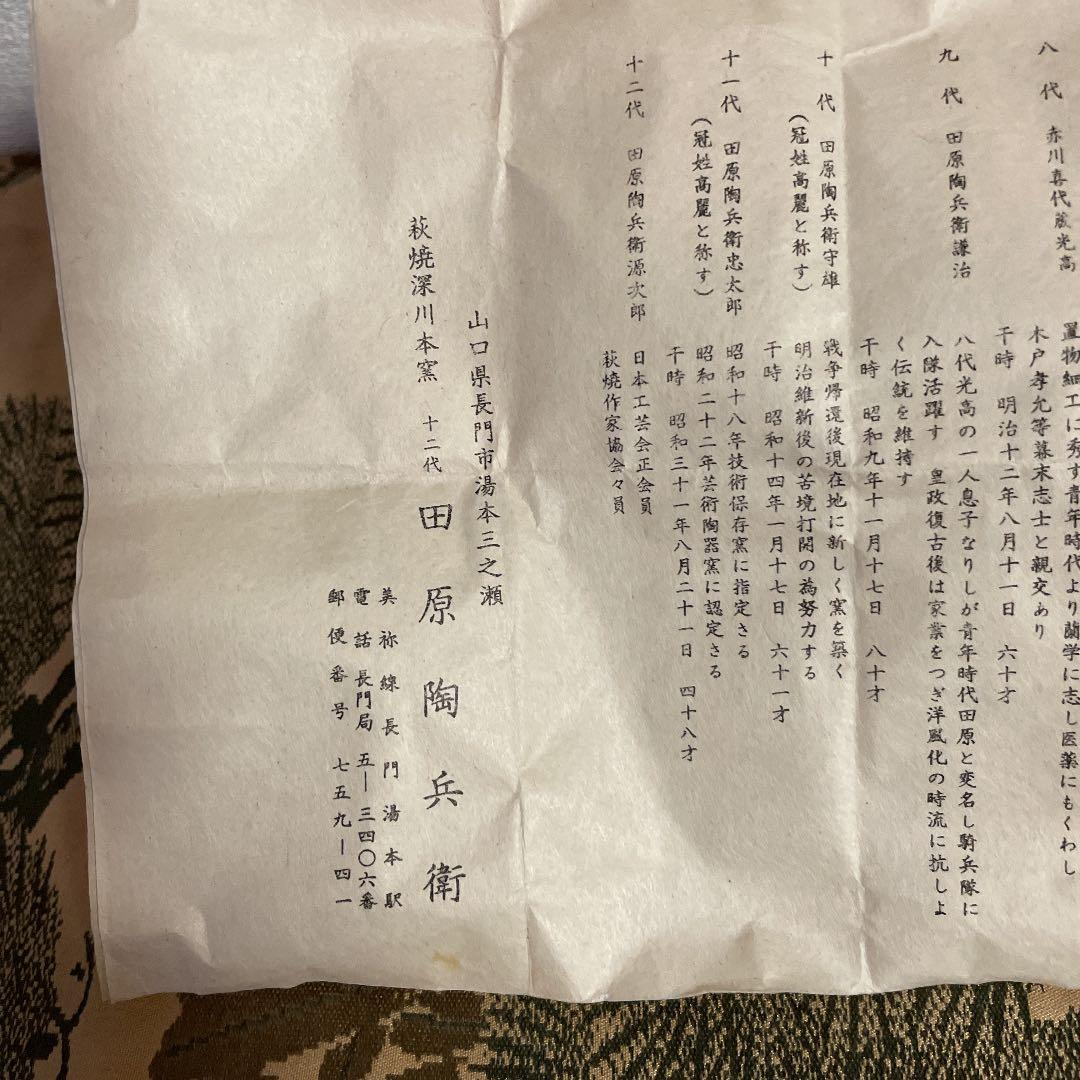 八代　赤川喜代蔵光高
置物細工に秀す青年時代より蘭学に志し医薬にもくわし
木戸孝允等幕末志士と親交あり
干時　明治十二年八月十一日　六十才
九代　田原陶兵衛謙治
八代光高の一人息子なりしが青年時代田原と変名し騎兵隊に
入隊活躍す　皇政復古後は家業をつぎ洋風化の時流に抗しよ
く伝統を維持す
干時　昭和九年十一月十七日　八十才
十代　田原陶兵衛守雄
（冠姓高麗と称す）
戦争帰還後現在地に新しく窯を築く
明治維新後の苦境打開の為努力する
干時　昭和十四年一月十七日　六十一才
十一代　田原陶兵衛忠太郎
（冠姓高麗と称す）
昭和十八年技術保存窯に指定さる
昭和二十二年芸術陶器窯に認定さる
干時　昭和三十一年八月二十一日　四十八才
十二代　田原陶兵衛源次郎
日本工芸会正会員
萩焼作家協会々員
山口県長門市湯本三之瀬
萩焼深川本窯　十二代　田原陶兵衛
美祢線長門湯本駅
電話長門局五―三四〇六番
郵便番号　七五九―四一